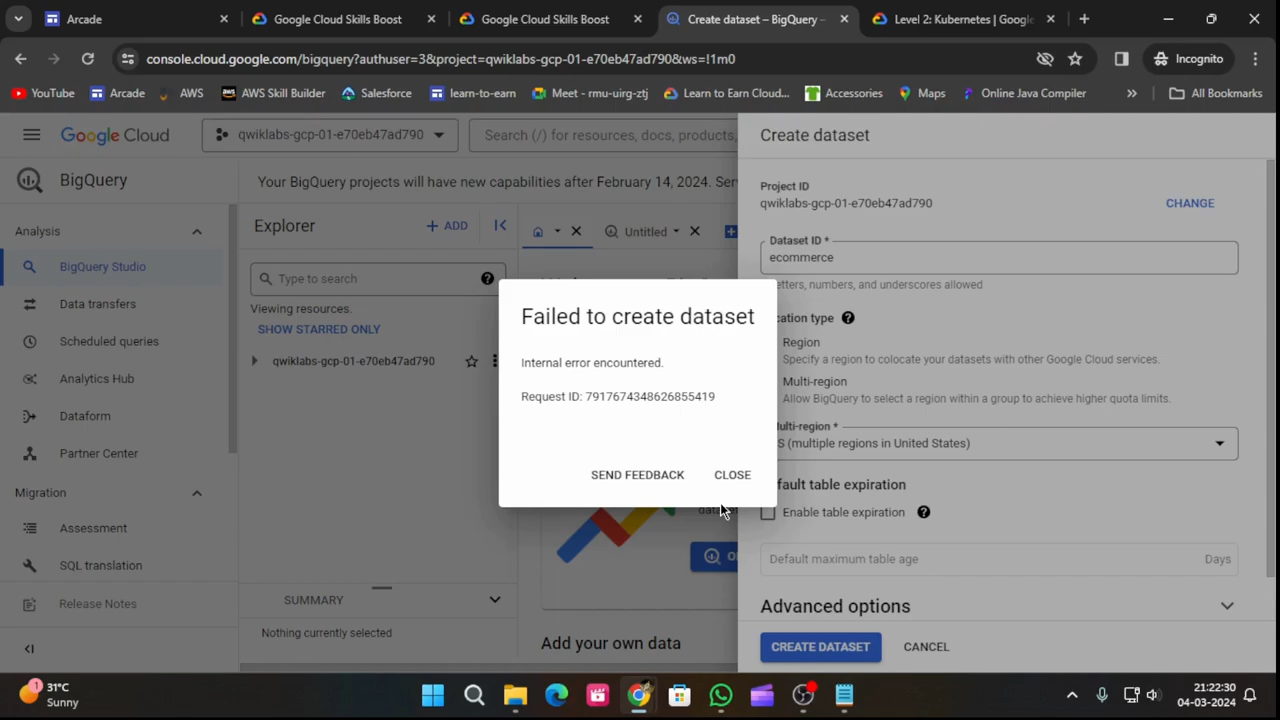 Arcade
Google Cloud Skills Boost
Google Cloud Skills Boost
Create dataset – BigQuery –
Level 2: Kubernetes | Google
console.cloud.google.com/bigquery?authuser=3&project=qwiklabs-gcp-01-e70eb47ad790&ws=!1m0
Incognito
YouTube
Arcade
AWS
AWS Skill Builder
Salesforce
learn-to-earn
Meet - rmu-uirg-ztj
Learn to Earn Cloud...
Accessories
Maps
Online Java Compiler
All Bookmarks
Google Cloud
qwiklabs-gcp-01-e70eb47ad790
Search (/) for resources, docs, products,
Create dataset
BigQuery
Your BigQuery projects will have new capabilities after February 14, 2024. Ser
Project ID
qwiklabs-gcp-01-e70eb47ad790
CHANGE
Analysis
Explorer
+ ADD
Untitled
Dataset ID *
ecommerce
BigQuery Studio
Type to search
etters, numbers, and underscores allowed
Data transfers
Viewing resources.
SHOW STARRED ONLY
Failed to create dataset
cation type
Scheduled queries
Region
Specify a region to colocate your datasets with other Google Cloud services.
qwiklabs-gcp-01-e70eb47ad790
Internal error encountered.
Analytics Hub
Multi-region
Allow BigQuery to select a region within a group to achieve higher quota limits.
Request ID: 7917674348626855419
Dataform
ulti-region *
S (multiple regions in United States)
Partner Center
SEND FEEDBACK
CLOSE
fault table expiration
Migration
Enable table expiration
datase
Assessment
Default maximum table age
Days
SQL translation
Release Notes
SUMMARY
Advanced options
Nothing currently selected
Add your own data
CREATE DATASET
CANCEL
1
31°C
Sunny
21:22:30
04-03-2024